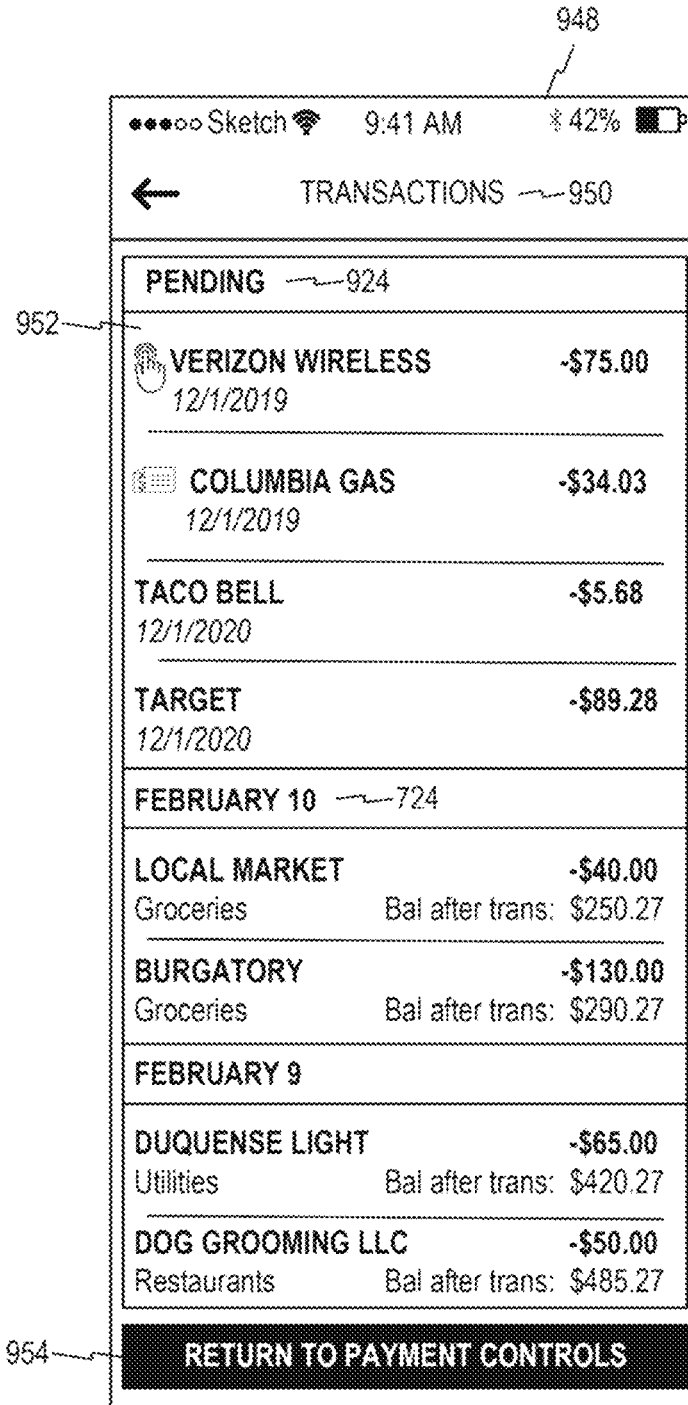 948
●●●○○ Sketch 9:41 AM 42%
← TRANSACTIONS 950
PENDING 924
952
VERIZON WIRELESS -$75.00
12/1/2019
COLUMBIA GAS -$34.03
12/1/2019
TACO BELL -$5.68
12/1/2020
TARGET -$89.28
12/1/2020
FEBRUARY 10 724
LOCAL MARKET -$40.00
Groceries Bal after trans: $250.27
BURGATORY -$130.00
Groceries Bal after trans: $290.27
FEBRUARY 9
DUQUENSE LIGHT -$65.00
Utilities Bal after trans: $420.27
DOG GROOMING LLC -$50.00
Restaurants Bal after trans: $485.27
954 RETURN TO PAYMENT CONTROLS